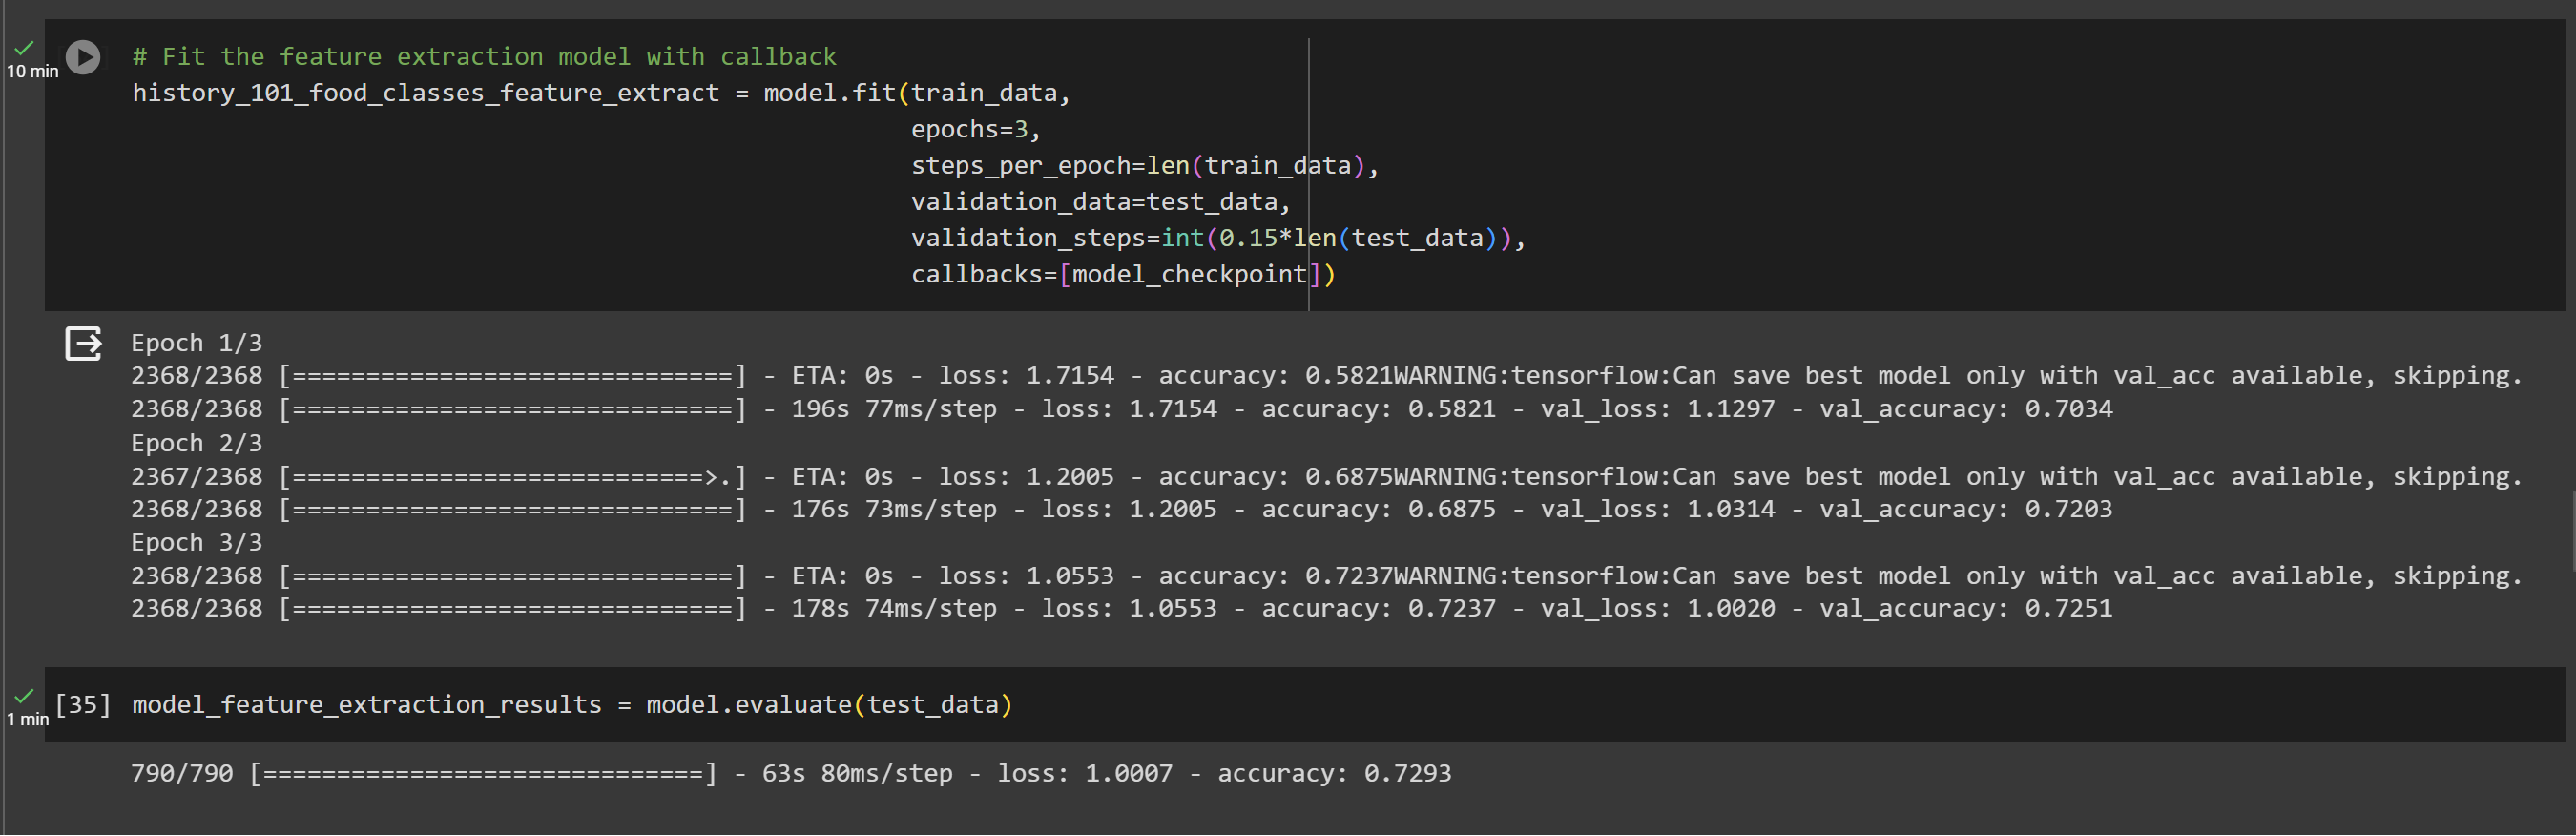 10 min
# Fit the feature extraction model with callback
history_101_food_classes_feature_extract = model.fit(train_data,
epochs=3,
steps_per_epoch=len(train_data),
validation_data=test_data,
validation_steps=int(0.15*len(test_data)),
callbacks=[model_checkpoint])
Epoch 1/3
2368/2368 [==============================] - ETA: 0s - loss: 1.7154 - accuracy: 0.5821WARNING:tensorflow:Can save best model only with val_acc available, skipping.
2368/2368 [==============================] - 196s 77ms/step - loss: 1.7154 - accuracy: 0.5821 - val_loss: 1.1297 - val_accuracy: 0.7034
Epoch 2/3
2367/2368 [============================>.] - ETA: 0s - loss: 1.2005 - accuracy: 0.6875WARNING:tensorflow:Can save best model only with val_acc available, skipping.
2368/2368 [==============================] - 176s 73ms/step - loss: 1.2005 - accuracy: 0.6875 - val_loss: 1.0314 - val_accuracy: 0.7203
Epoch 3/3
2368/2368 [==============================] - ETA: 0s - loss: 1.0553 - accuracy: 0.7237WARNING:tensorflow:Can save best model only with val_acc available, skipping.
2368/2368 [==============================] - 178s 74ms/step - loss: 1.0553 - accuracy: 0.7237 - val_loss: 1.0020 - val_accuracy: 0.7251
1 min
[35] model_feature_extraction_results = model.evaluate(test_data)
790/790 [==============================] - 63s 80ms/step - loss: 1.0007 - accuracy: 0.7293